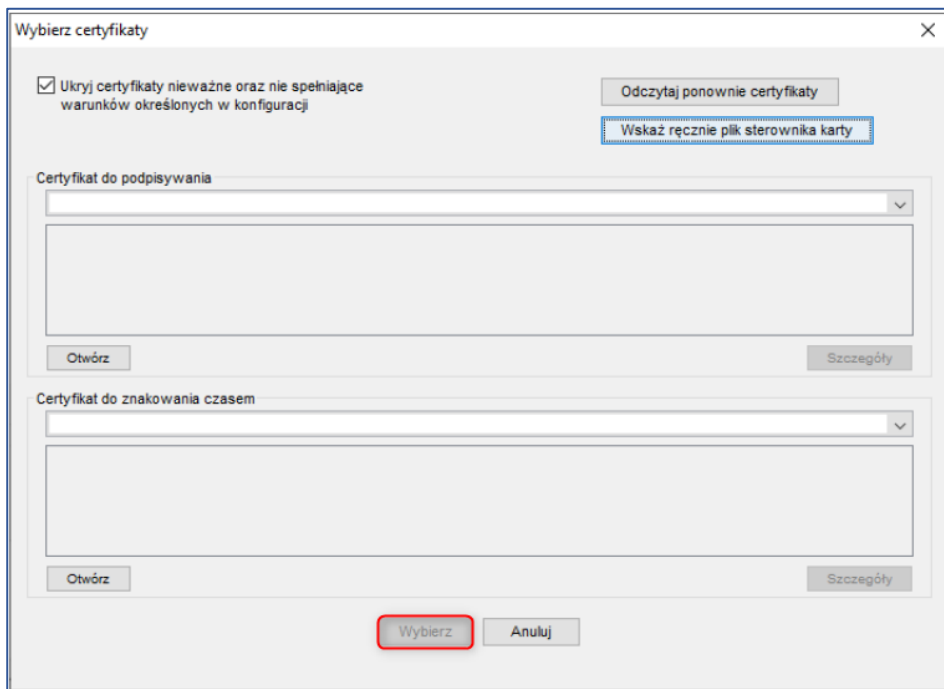 Wybierz certyfikaty
Ukryj certyfikaty nieważne oraz nie spełniające
warunków określonych w konfiguracji
Odczytaj ponownie certyfikaty
Wskaż ręcznie plik sterownika karty
Certyfikat do podpisywania
Otwórz
Szczegóły
Certyfikat do znakowania czasem
Otwórz
Szczegóły
Wybierz
Anuluj